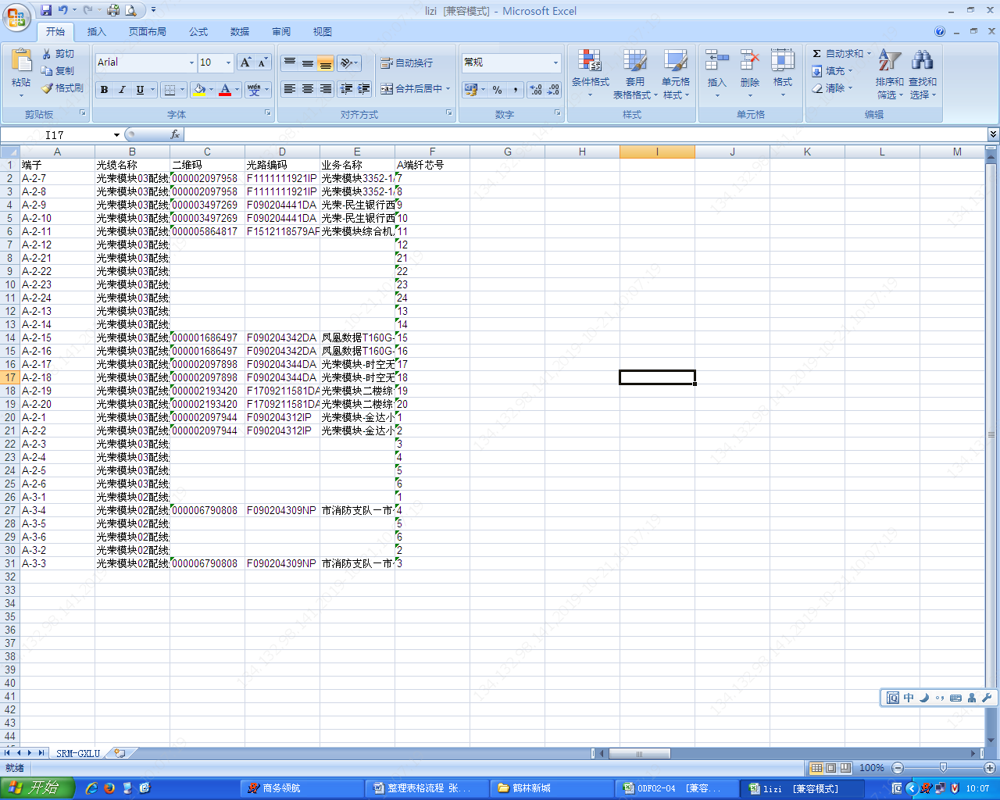 lizi [兼容模式] - Microsoft Excel
开始 插入 页面布局 公式 数据 审阅 视图
粘贴 剪切 复制 格式刷 剪贴板
Arial 10 B I U 字体
自动换行 合并后居中 对齐方式
常规 % , 数字
条件格式 套用表格格式 单元格样式 样式
插入 删除 格式 单元格
Σ 自动求和 填充 清除 排序和筛选 查找和选择 编辑
I17 fx
A B C D E F G H I J K L M
1 端子 光缆名称 二维码 光路编码 业务名称 A端纤芯号
2 A-2-7 光荣模块03配线 000002097958 F1111111921IP 光荣模块3352-1/ 7
3 A-2-8 光荣模块03配线 000002097958 F1111111921IP 光荣模块3352-1/ 8
4 A-2-9 光荣模块03配线 000003497269 F090204441DA 光荣-民生银行西 9
5 A-2-10 光荣模块03配线 000003497269 F090204441DA 光荣-民生银行西 10
6 A-2-11 光荣模块03配线 000005864817 F1512118579AF 光荣模块综合机 11
7 A-2-12 光荣模块03配线 12
8 A-2-21 光荣模块03配线 21
9 A-2-22 光荣模块03配线 22
10 A-2-23 光荣模块03配线 23
11 A-2-24 光荣模块03配线 24
12 A-2-13 光荣模块03配线 13
13 A-2-14 光荣模块03配线 14
14 A-2-15 光荣模块03配线 000001686497 F090204342DA 凤凰数据T160G- 15
15 A-2-16 光荣模块03配线 000001686497 F090204342DA 凤凰数据T160G- 16
16 A-2-17 光荣模块03配线 000002097898 F090204344DA 光荣模块-时空无 17
17 A-2-18 光荣模块03配线 000002097898 F090204344DA 光荣模块-时空无 18
18 A-2-19 光荣模块03配线 000002193420 F1709211581DA 光荣模块二楼综 19
19 A-2-20 光荣模块03配线 000002193420 F1709211581DA 光荣模块二楼综 20
20 A-2-1 光荣模块03配线 000002097944 F090204312IP 光荣模块-金达小 1
21 A-2-2 光荣模块03配线 000002097944 F090204312IP 光荣模块-金达小 2
22 A-2-3 光荣模块03配线 3
23 A-2-4 光荣模块03配线 4
24 A-2-5 光荣模块03配线 5
25 A-2-6 光荣模块03配线 6
26 A-3-1 光荣模块02配线 1
27 A-3-4 光荣模块02配线 000006790808 F090204309NP 市消防支队－市 4
28 A-3-5 光荣模块02配线 5
29 A-3-6 光荣模块02配线 6
30 A-3-2 光荣模块02配线 2
31 A-3-3 光荣模块02配线 000006790808 F090204309NP 市消防支队－市 3
32
33
34
35
36
37
38
39
40
41
42
43
44
134.132.98.141,2019-10-21,10:07:19
中
SRM-GXLU
就绪 100%
开始 商务领航 整理表格流程 张... 鹤林新城 ODF02-04 [兼容... lizi [兼容模式] 10:07